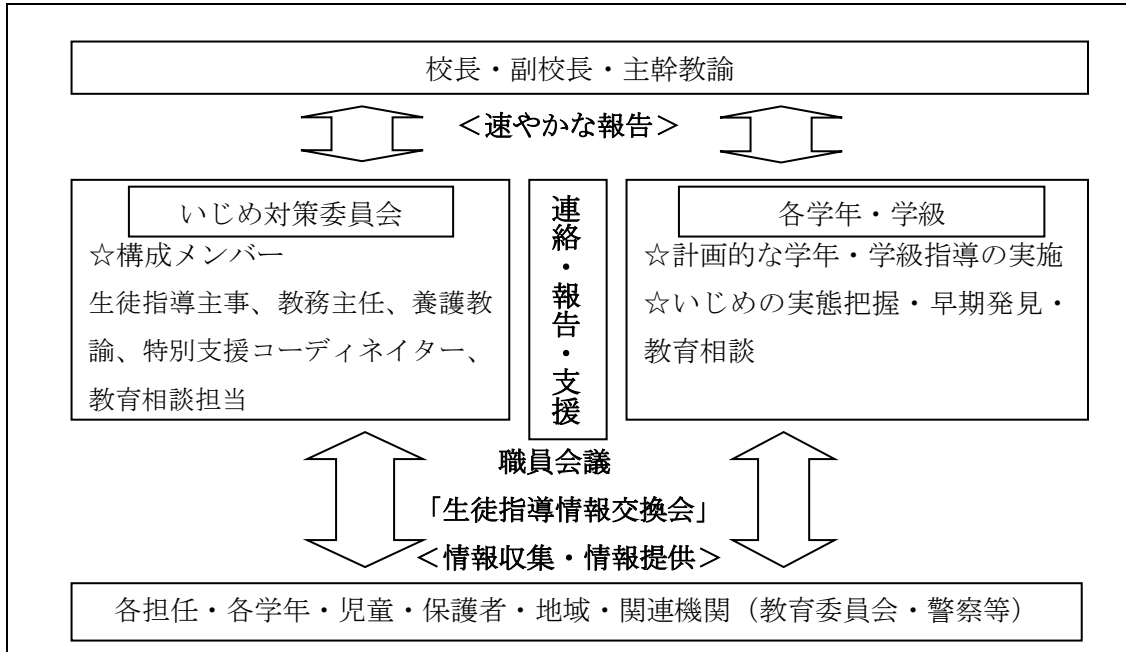 校長・副校長・主幹教諭
＜速やかな報告＞
いじめ対策委員会
☆構成メンバー
生徒指導主事、教務主任、養護教
諭、特別支援コーディネイター、
教育相談担当
連絡・報告・支援
各学年・学級
☆計画的な学年・学級指導の実施
☆いじめの実態把握・早期発見・
教育相談
職員会議
「生徒指導情報交換会」
＜情報収集・情報提供＞
各担任・各学年・児童・保護者・地域・関連機関（教育委員会・警察等）